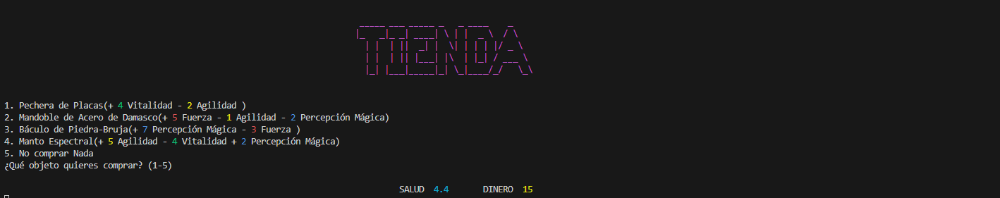 TIENDA
1. Pechera de Placas(+ 4 Vitalidad - 2 Agilidad )
2. Mandoble de Acero de Damasco(+ 5 Fuerza - 1 Agilidad - 2 Percepción Mágica)
3. Báculo de Piedra-Bruja(+ 7 Percepción Mágica - 3 Fuerza )
4. Manto Espectral(+ 5 Agilidad - 4 Vitalidad + 2 Percepción Mágica)
5. No comprar Nada
¿Qué objeto quieres comprar? (1-5)
SALUD 4.4 DINERO 15